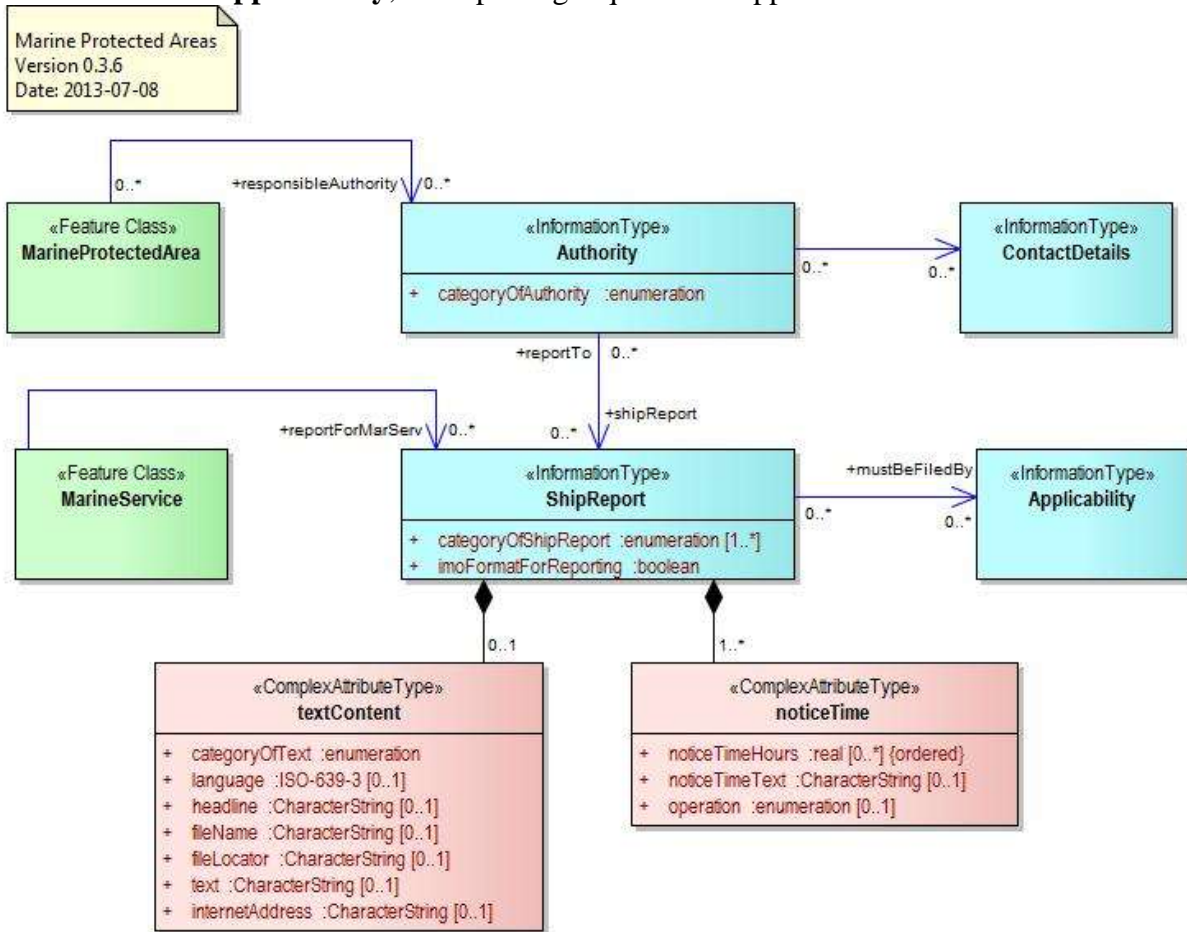 pplicability,
Marine Protected Areas
Version 0.3.6
Date: 2013-07-08
0..*
+responsibleAuthority
0..*
«Feature Class»
MarineProtectedArea
«InformationType»
Authority
+ categoryOfAuthority :enumeration
0..*
0..*
«InformationType»
ContactDetails
+reportTo
0..*
+shipReport
0..*
+reportForMarServ
0..*
«Feature Class»
MarineService
«InformationType»
ShipReport
+ categoryOfShipReport :enumeration [1..*]
+ imoFormatForReporting :boolean
+mustBeFiledBy
0..*
0..*
«InformationType»
Applicability
0..1
1..*
«ComplexAttributeType»
textContent
+ categoryOfText :enumeration
+ language :ISO-639-3 [0..1]
+ headline :CharacterString [0..1]
+ fileName :CharacterString [0..1]
+ fileLocator :CharacterString [0..1]
+ text :CharacterString [0..1]
+ internetAddress :CharacterString [0..1]
«ComplexAttributeType»
noticeTime
+ noticeTimeHours :real [0..*] {ordered}
+ noticeTimeText :CharacterString [0..1]
+ operation :enumeration [0..1]